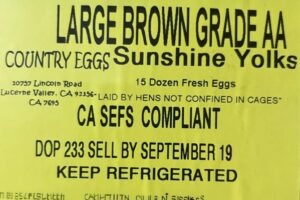 LARGE BROWN GRADE AA
COUNTRY EGGS Sunshine Yolks
10757 Lincoln Road
Lucerne Valley, CA 92356
CA 7695
15 Dozen Fresh Eggs
"LAID BY HENS NOT CONFINED IN CAGES"
CA SEFS COMPLIANT
DOP 233 SELL BY SEPTEMBER 19
KEEP REFRIGERATED